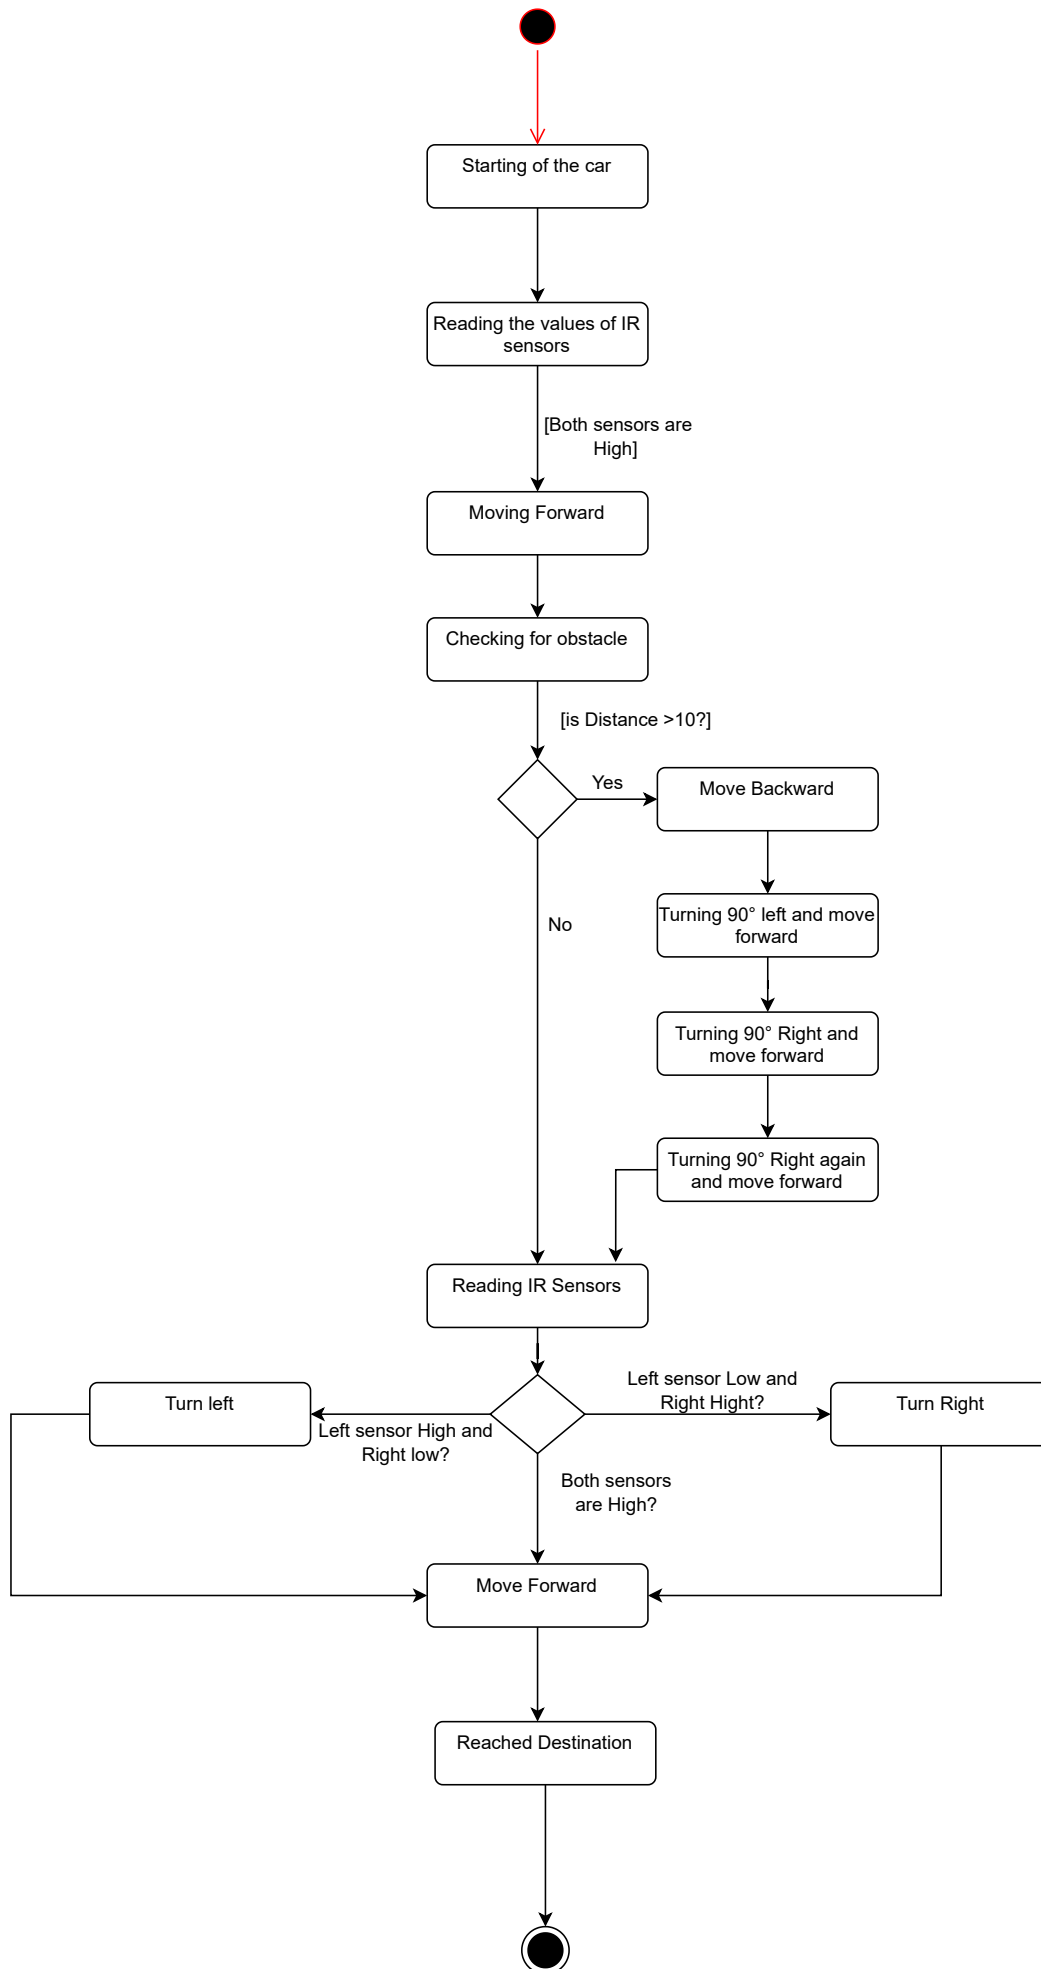 Starting of the car
Reading the values of IR
sensors
[Both sensors are
High]
Moving Forward
Checking for obstacle
[is Distance >10?]
Yes
Move Backward
No
Turning 90° left and move
forward
Turning 90° Right and
move forward
Turning 90° Right again
and move forward
Reading IR Sensors
Turn left
Left sensor High and
Right low?
Left sensor Low and
Right Hight?
Turn Right
Both sensors
are High?
Move Forward
Reached Destination